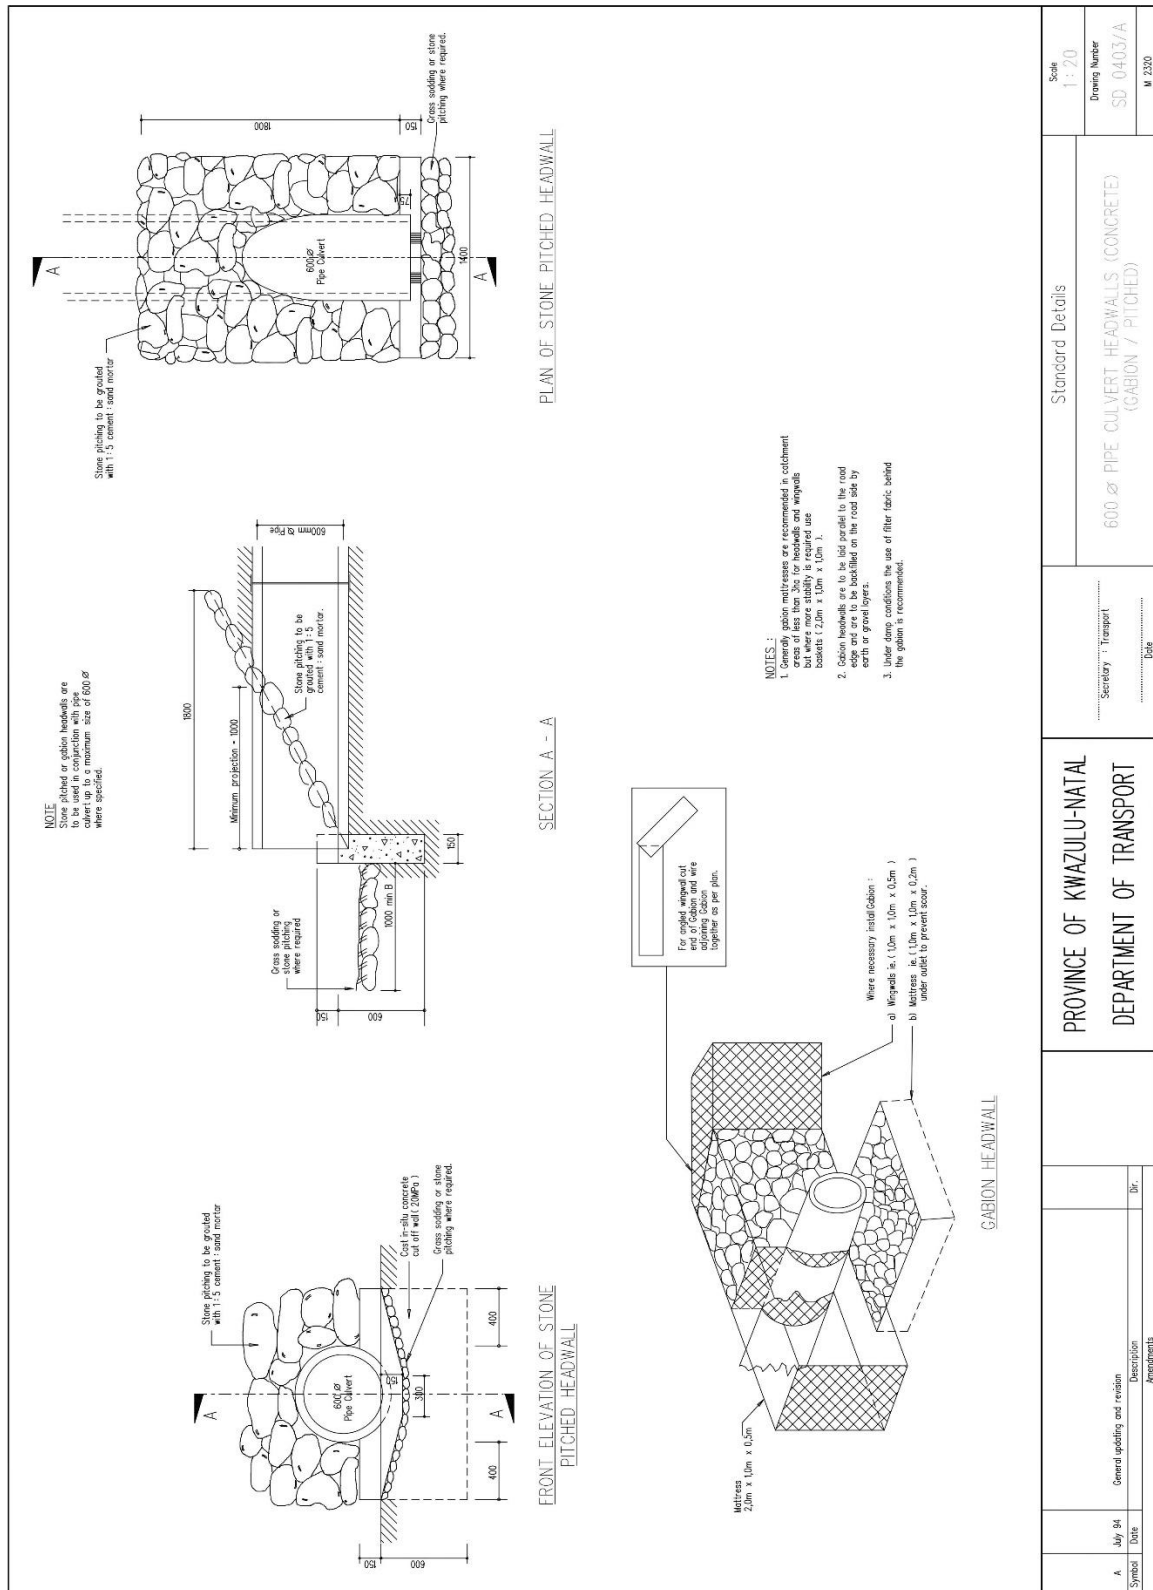 NOTE
Stone pitched or gabion headwalls are
to be used in conjunction with pipe
culvert up to a maximum size of 600 Ø
where specified.
Stone pitching to be grouted
with 1:5 cement : sand mortar
A
600 Ø
Pipe Culvert
A
Cast in-situ concrete
cut off wall ( 20MPa )
Grass sodding or stone
pitching where required.
150
600
400
300
150
400
FRONT ELEVATION OF STONE
PITCHED HEADWALL
1800
Minimum projection - 1000
600mm Ø Pipe
Stone pitching to be
grouted with 1:5
cement : sand mortar.
Grass sodding or
stone pitching
where required
150
600
1000 min B
150
SECTION A - A
Stone pitching to be grouted
with 1:5 cement : sand mortar
A
600 Ø
Pipe Culvert
A
1800
150
75
1400
Grass sodding or stone
pitching where required.
PLAN OF STONE PITCHED HEADWALL
Mattress
2,0m x 1,0m x 0,5m
For angled wingwall cut
end of Gabion and wire
adjoining Gabion
together as per plan.
Where necessary install Gabion :
a) Wingwalls ie. ( 1,0m x 1,0m x 0,5m )
b) Mattress ie. ( 1,0m x 1,0m x 0,2m )
under outlet to prevent scour.
GABION HEADWALL
NOTES :
1. Generally gabion mattresses are recommended in catchment
areas of less than 3ha for headwalls and wingwalls
but where more stability is required use
baskets ( 2,0m x 1,0m x 1,0m ).
2. Gabion headwalls are to be laid parallel to the road
edge and are to be backfilled on the road side by
earth or gravel layers.
3. Under damp conditions the use of filter fabric behind
the gabion is recommended.
A July 94 General updating and revision
Symbol Date Description Dir.
Amendments
PROVINCE OF KWAZULU-NATAL
DEPARTMENT OF TRANSPORT
Secretary : Transport
Date
Standard Details
600 Ø PIPE CULVERT HEADWALLS (CONCRETE)
(GABION / PITCHED)
Scale
1 : 20
Drawing Number
SD 0403/A
M 2320